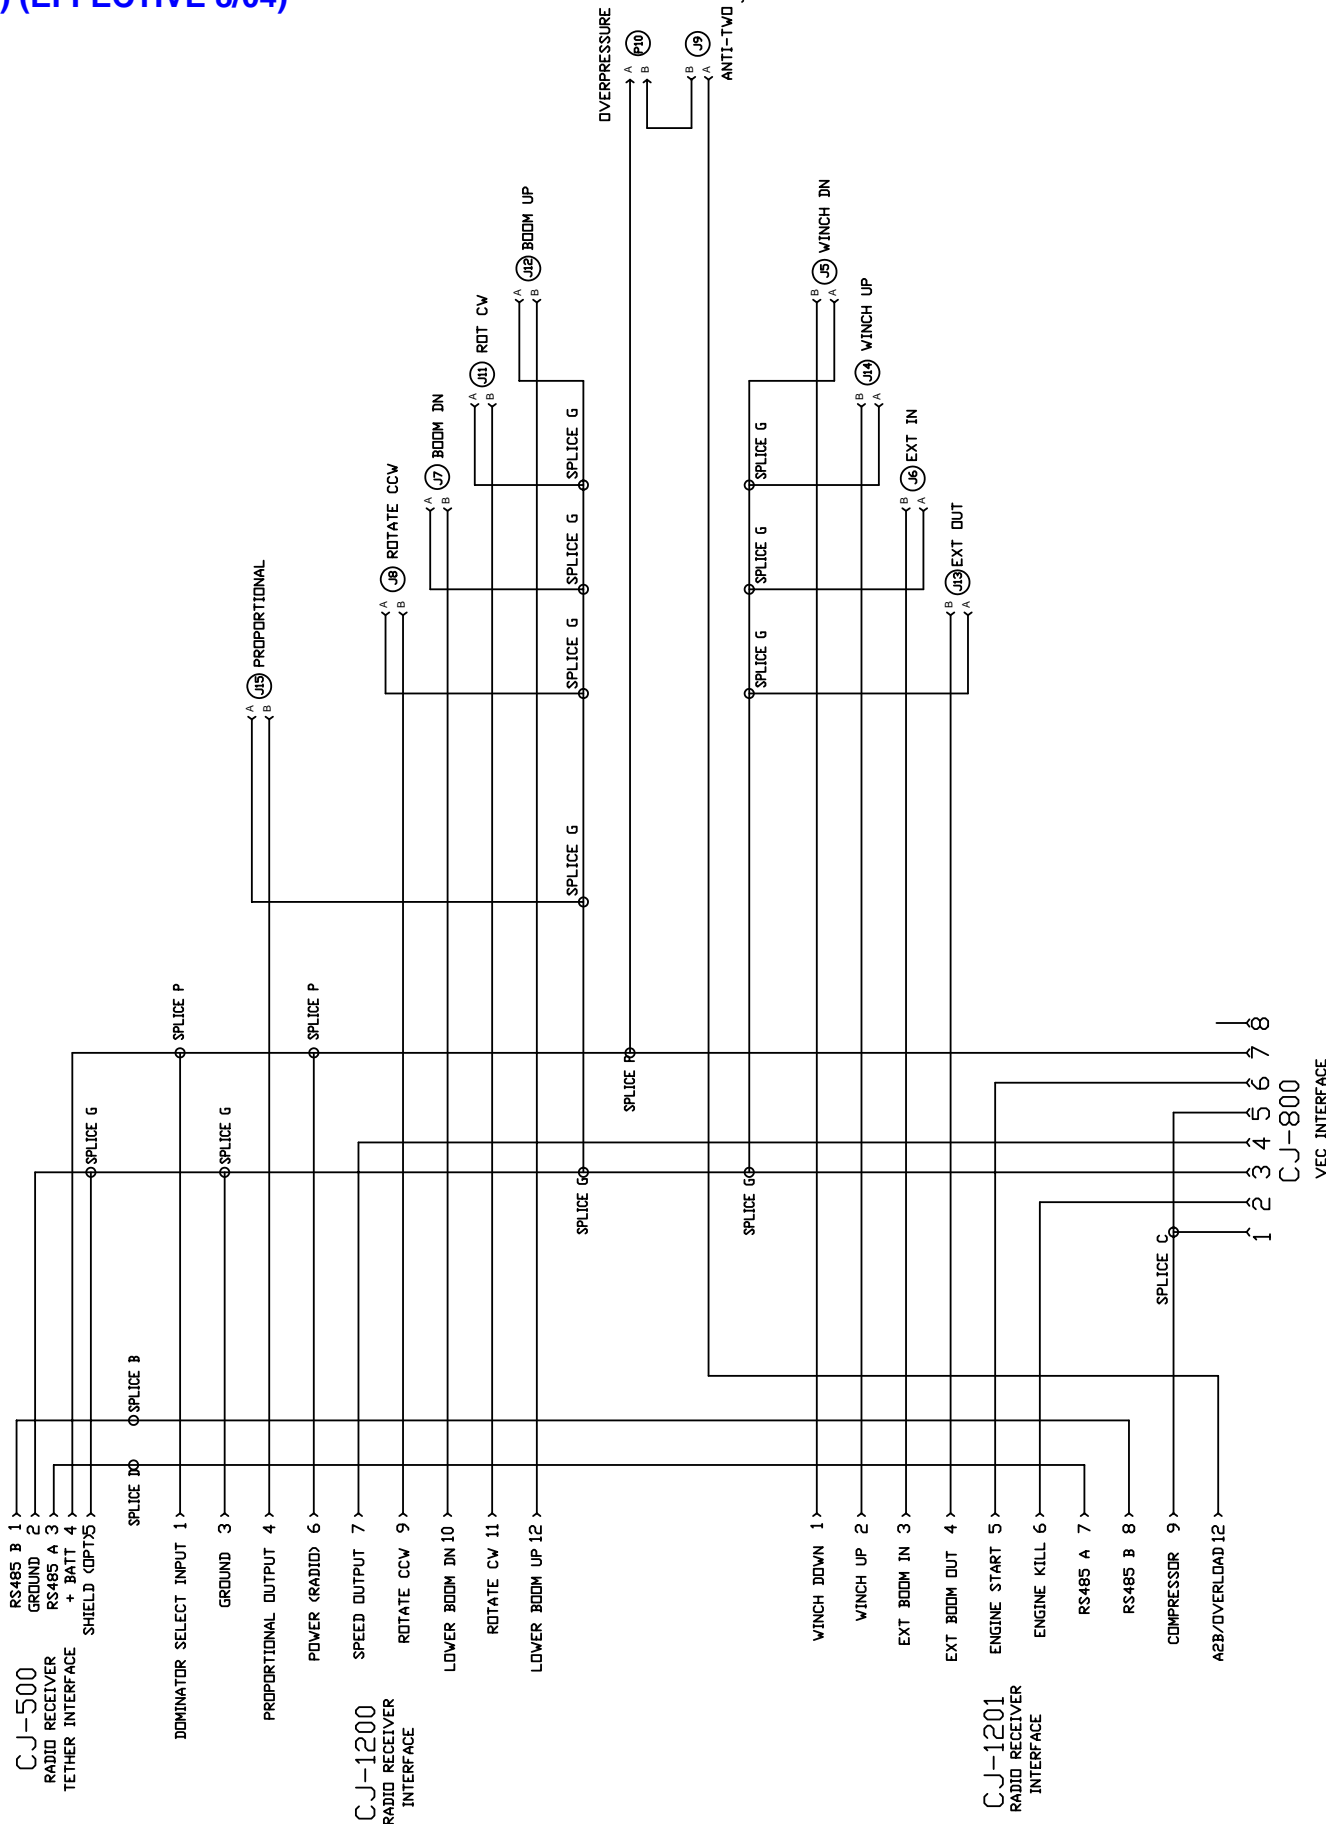 ) (EFFECTIVE 8/04)
CJ-500
RADIO RECEIVER
TETHER INTERFACE
RS485 B 1
GROUND 2
RS485 A 3
+ BATT 4
SHIELD (OPT)5
SPLICE D
SPLICE B
SPLICE G
SPLICE G
SPLICE P
SPLICE P
CJ-1200
RADIO RECEIVER
INTERFACE
DOMINATOR SELECT INPUT 1
GROUND 3
PROPORTIONAL OUTPUT 4
POWER (RADIO) 6
SPEED OUTPUT 7
ROTATE CCW 9
LOWER BOOM DN 10
ROTATE CW 11
LOWER BOOM UP 12
A
B
J15 PROPORTIONAL
A
B
J8 ROTATE CCW
A
B
J7 BOOM DN
A
B
J11 ROT CW
A
B
J12 BOOM UP
SPLICE G
SPLICE G
SPLICE G
SPLICE G
SPLICE G
OVERPRESSURE
A
B
P10
B
A
J9
ANTI-TWO
SPLICE P
SPLICE G
SPLICE G
SPLICE G
SPLICE G
B
A
J5 WINCH DN
B
A
J14 WINCH UP
B
A
J6 EXT IN
B
A
J13 EXT OUT
CJ-1201
RADIO RECEIVER
INTERFACE
WINCH DOWN 1
WINCH UP 2
EXT BOOM IN 3
EXT BOOM OUT 4
ENGINE START 5
ENGINE KILL 6
RS485 A 7
RS485 B 8
COMPRESSOR 9
A2B/OVERLOAD 12
SPLICE C
1
2
3
4
5
6
7
8
CJ-800
VEC INTERFACE